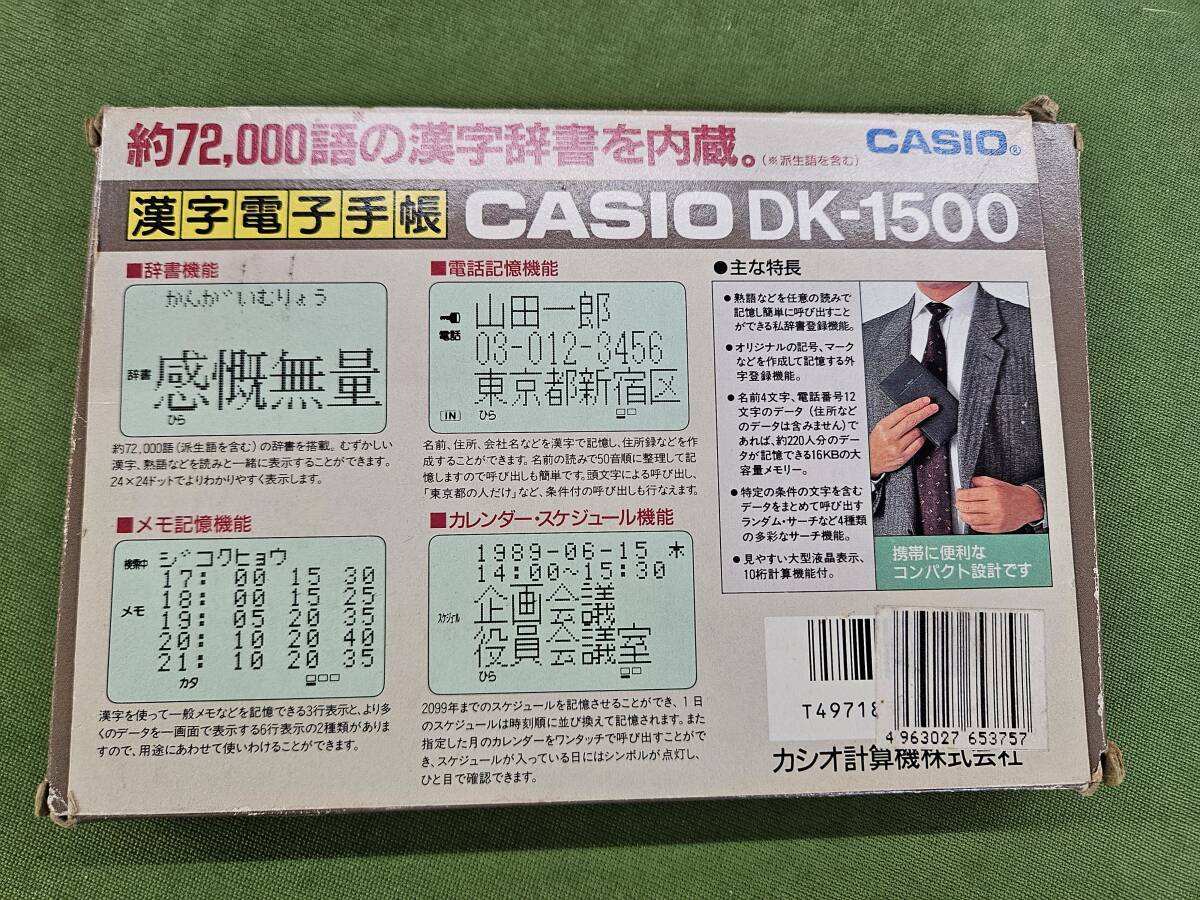 約72,000語※の漢字辞書を内蔵。(※派生語を含む) CASIO®
漢字電子手帳 CASIO DK-1500
■辞書機能
かんがいむりょう
辞書
感慨無量
ひら
約72,000語(派生語を含む)の辞書を搭載。むずかしい
漢字、熟語などを読みと一緒に表示することができます。
24×24ドットでよりわかりやすく表示します。
■電話記憶機能
山田一郎
電話
03-012-3456
東京都新宿区
IN ひら
名前、住所、会社名などを漢字で記憶し、住所録などを作
成することができます。名前の読みで50音順に整理して記
憶しますので呼び出しも簡単です。頭文字による呼び出し、
「東京都の人だけ」など、条件付の呼び出しも行なえます。
■メモ記憶機能
検索中 ジコクヒョウ
17: 00 15 30
18: 00 15 25
メモ
19: 05 20 35
20: 10 20 40
21: 10 20 35
カタ
漢字を使って一般メモなどを記憶できる3行表示と、より多
くのデータを一画面で表示する6行表示の2種類がありま
すので、用途にあわせて使いわけることができます。
■カレンダー・スケジュール機能
1989-06-15 木
14:00~15:30
スケジュル
企画会議
役員会議室
ひら
2099年までのスケジュールを記憶させることができ、1日
のスケジュールは時刻順に並び換えて記憶されます。また
指定した月のカレンダーをワンタッチで呼び出すことがで
き、スケジュールが入っている日にはシンボルが点灯し、
ひと目で確認できます。
●主な特長
●熟語などを任意の読みで
記憶し簡単に呼び出すこと
ができる私辞書登録機能。
●オリジナルの記号、マーク
などを作成して記憶する外
字登録機能。
●名前4文字、電話番号12
文字のデータ(住所など
のデータは含みません)で
あれば、約220人分のデー
タが記憶できる16KBの大
容量メモリー。
●特定の条件の文字を含む
データをまとめて呼び出す
ランダム・サーチなど4種類
の多彩なサーチ機能。
●見やすい大型液晶表示、
10桁計算機能付。
携帯に便利な
コンパクト設計です
T49718
4 963027 653757
カシオ計算機株式会社